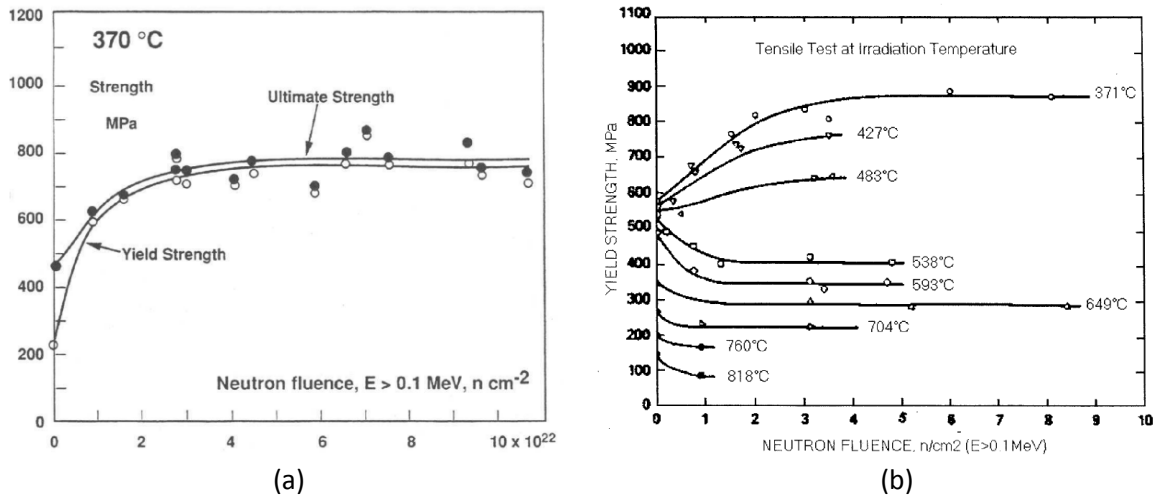 1200
1000
800
600
400
800
0
370 °C
Strength
MPa
Ultimate Strength
Yield Strength
Neutron fluence, E > 0.1 MeV, n cm-2
0
2
4
6
8
10 x 10²²
(a)
YIELD STRENGTH, MPa
1100
1000
900
800
700
600
500
400
300
200
100
0
Tensile Test at Irradiation Temperature
371°C
427°C
483°C
538°C
593°C
649°C
704°C
760°C
818°C
0
1
2
3
4
5
6
7
8
9
10
NEUTRON FLUENCE, n/cm2 (E>0.1MeV)
(b)